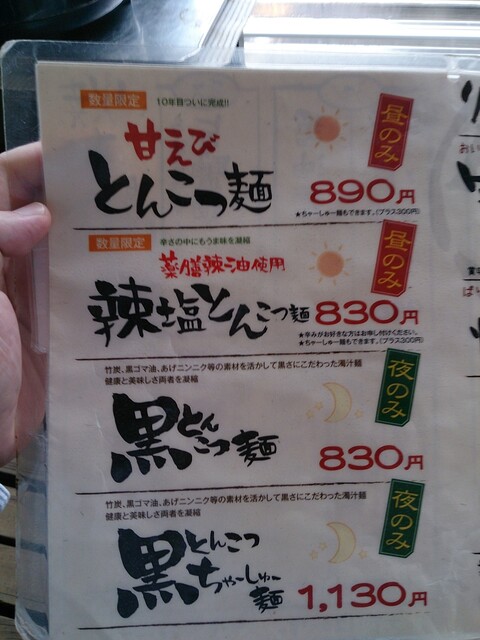 数量限定 10年目ついに完成!!
甘えび
とんこつ麺
昼のみ
890円
★ちゃーしゅー麺もできます。(プラス300円)
数量限定 辛さの中にもうま味を凝縮
薬膳辣油使用
辣塩とんこつ麺
昼のみ
830円
★辛みがお好きな方はお申し付けください。
★ちゃーしゅー麺もできます。(プラス300円)
竹炭、黒ゴマ油、あげニンニク等の素材を活かして黒さにこだわった濁汁麺
健康と美味しさ両者を凝縮
黒とんこつ麺
夜のみ
830円
竹炭、黒ゴマ油、あげニンニク等の素材を活かして黒さにこだわった濁汁麺
健康と美味しさ両者を凝縮
黒とんこつ
ちゃーしゅー
麺
夜のみ
1,130円